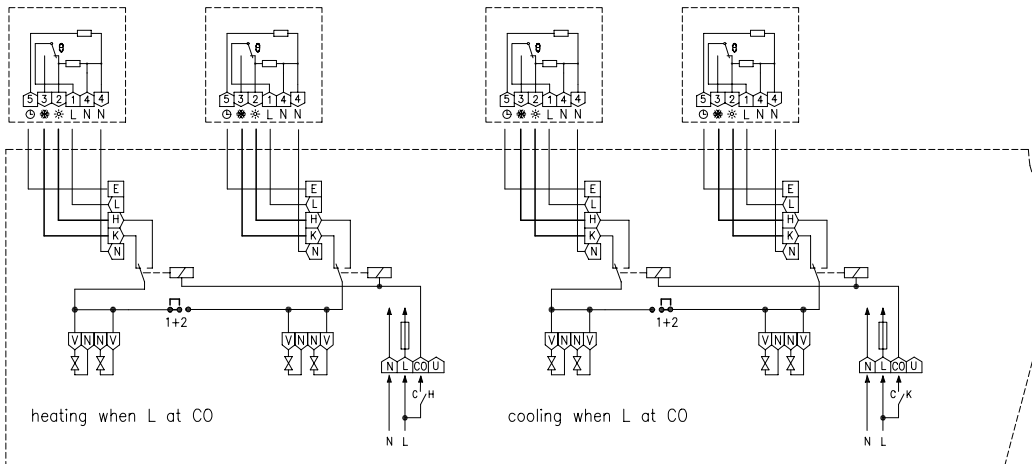 θ θ θ θ
5 3 2 1 4 4 5 3 2 1 4 4 5 3 2 1 4 4 5 3 2 1 4 4
L N N L N N L N N L N N
E E E E
L L L L
H H H H
K K K K
N N N N
1+2 1+2
V N N V V N N V V N N V V N N V
N L CO U N L CO U
C H C K
heating when L at CO cooling when L at CO
N L N L